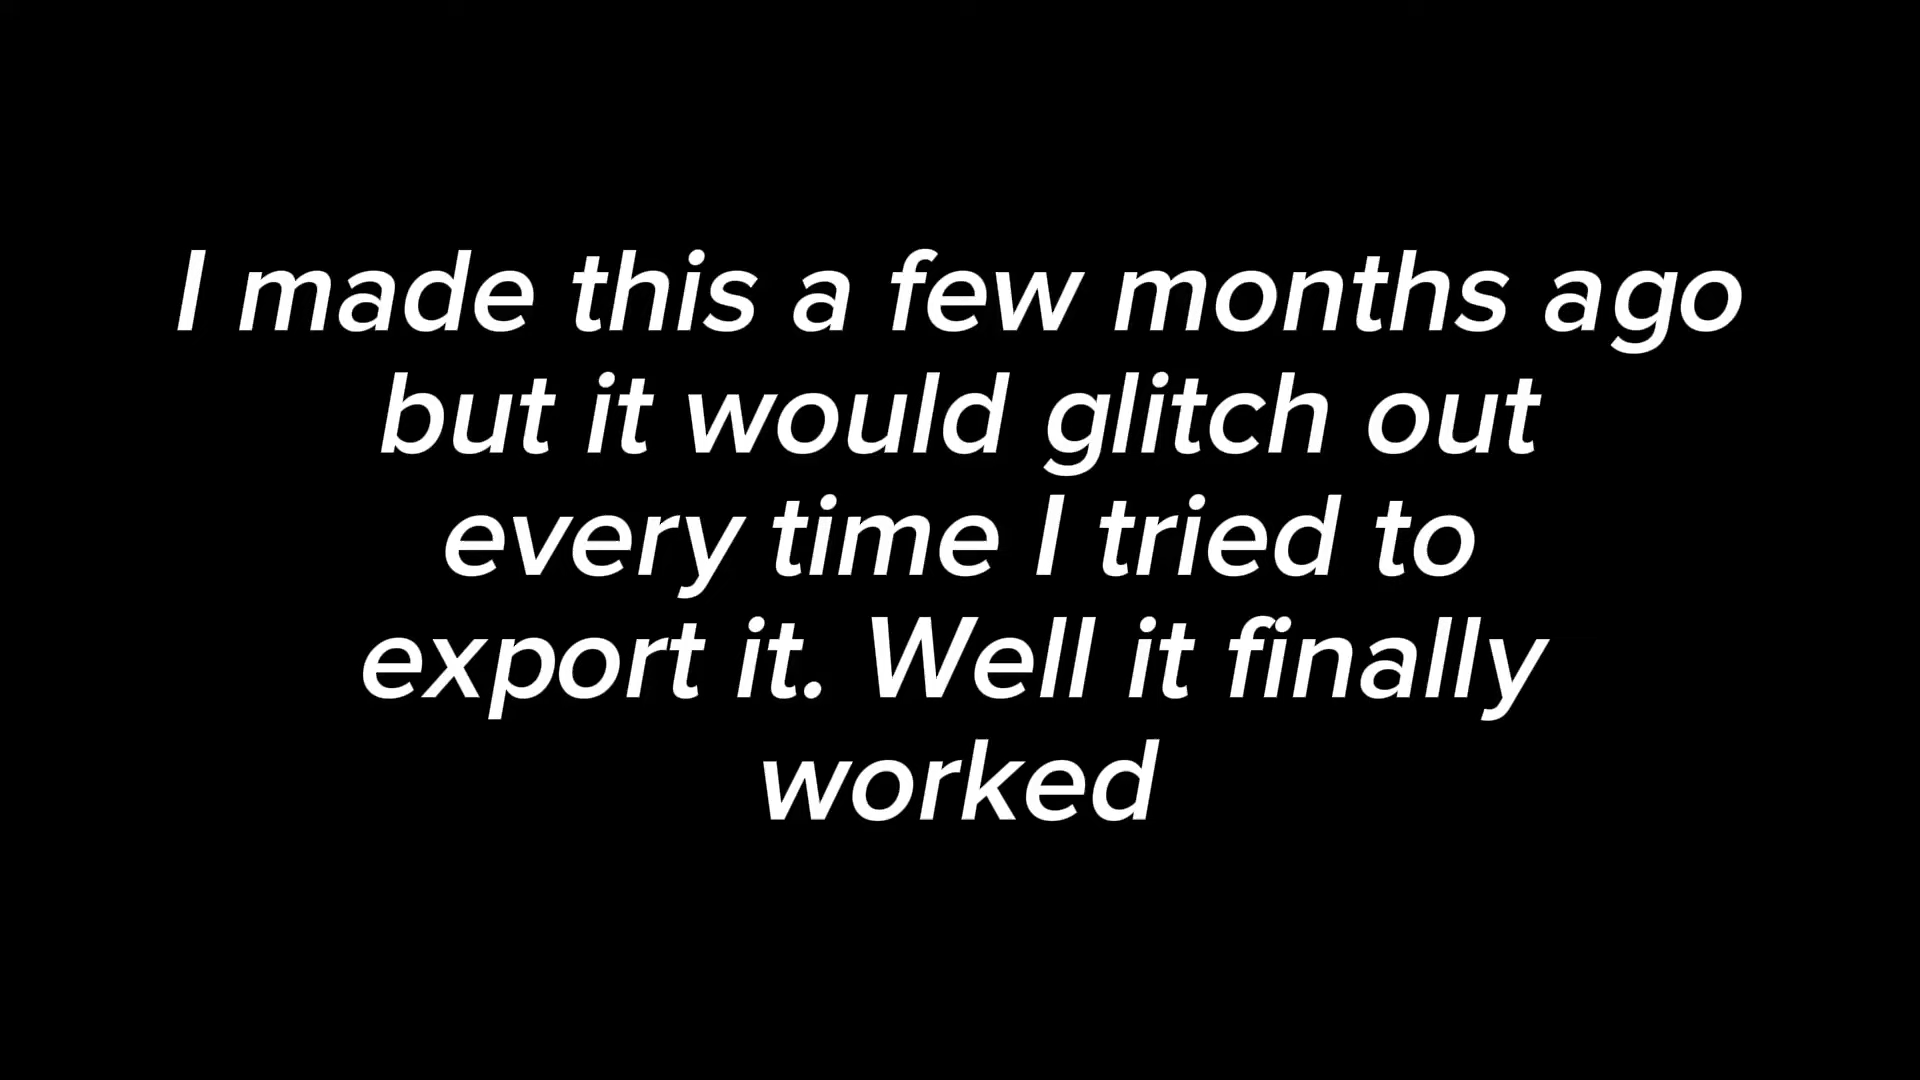 I made this a few months ago
but it would glitch out
every time I tried to
export it. Well it finally
worked